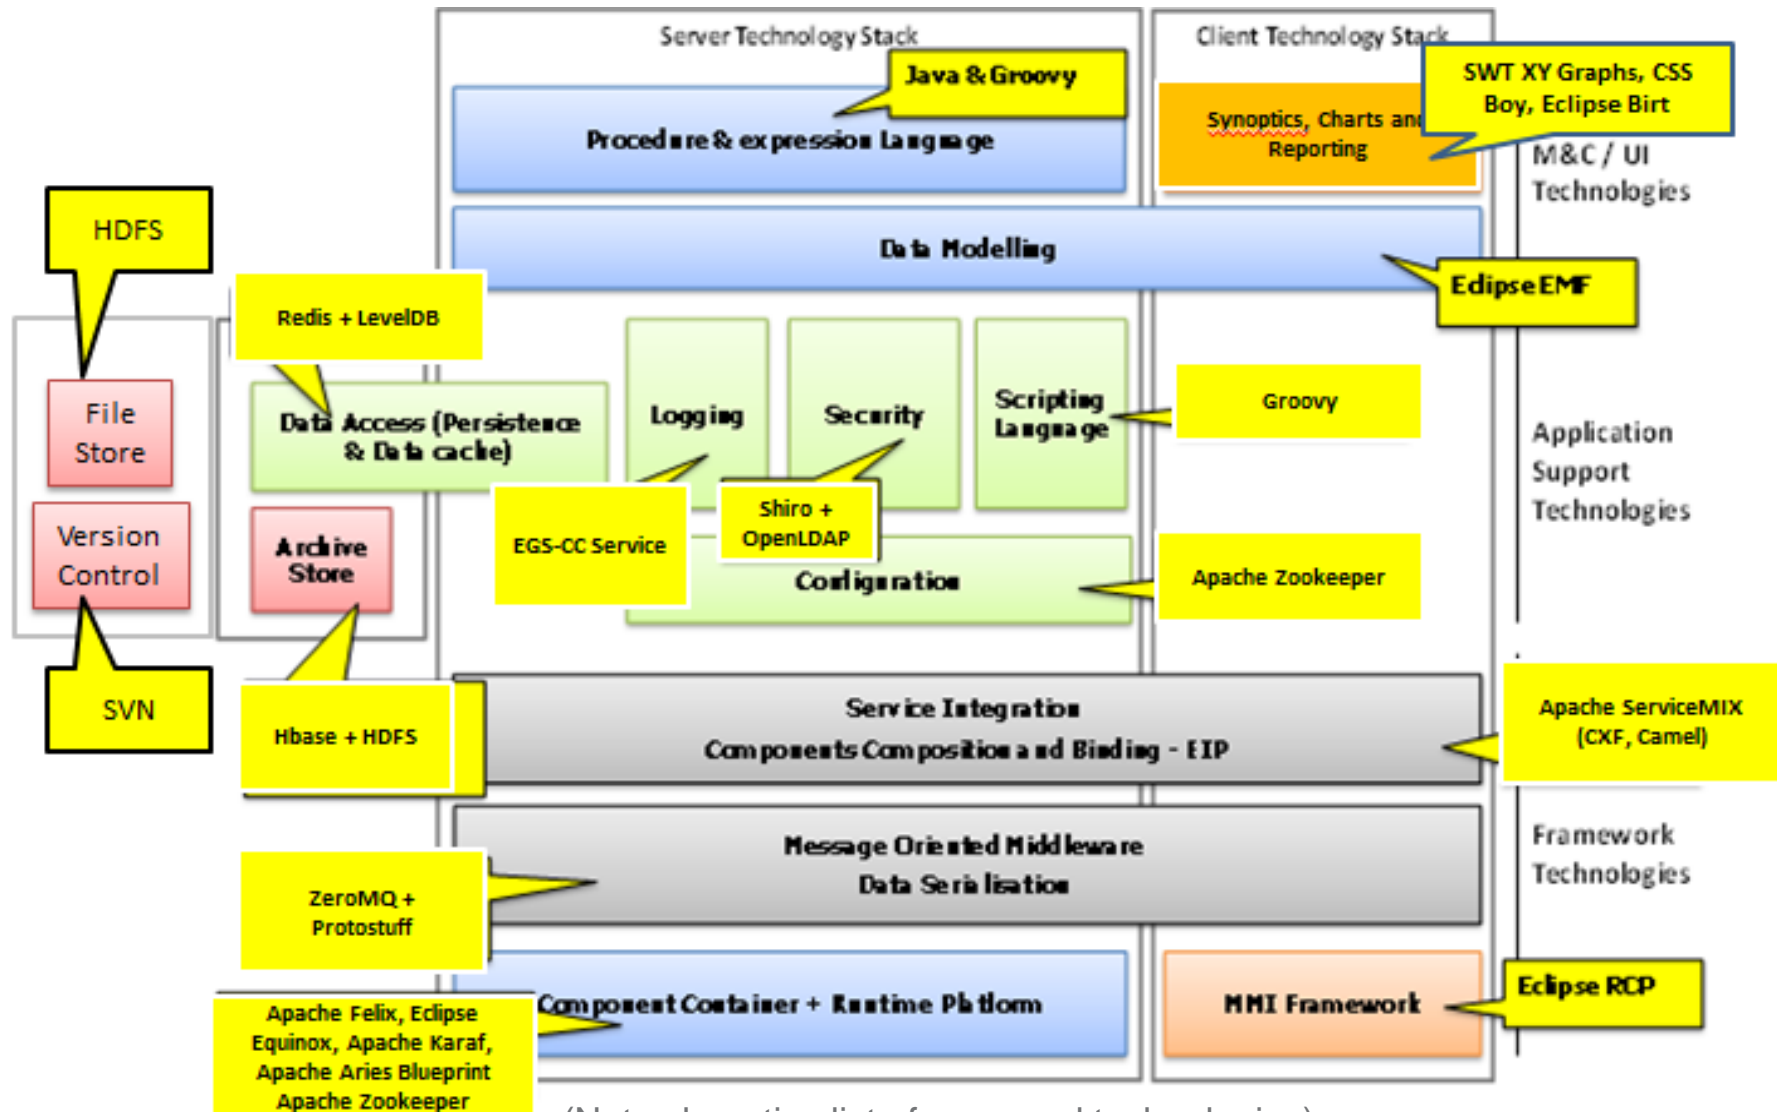 Server Technology Stack
Client Technology Stack
Java & Groovy
SWT XY Graphs, CSS
Boy, Eclipse Birt
Procedure & expression Language
Synoptics, Charts and
Reporting
M&C / UI
Technologies
HDFS
Data Modelling
Eclipse EMF
Redis + LevelDB
File
Store
Data Access (Persistence
& Data cache)
Logging
Security
Scripting
Language
Groovy
Application
Support
Technologies
Version
Control
Archive
Store
EGS-CC Service
Shiro +
OpenLDAP
Configuration
Apache Zookeeper
SVN
Hbase + HDFS
Service Integration
Components Composition and Binding - EIP
Apache ServiceMIX
(CXF, Camel)
Message Oriented Middleware
Data Serialisation
Framework
Technologies
ZeroMQ +
Protostuff
Component Container + Runtime Platform
MMI Framework
Eclipse RCP
Apache Felix, Eclipse
Equinox, Apache Karaf,
Apache Aries Blueprint
Apache Zookeeper